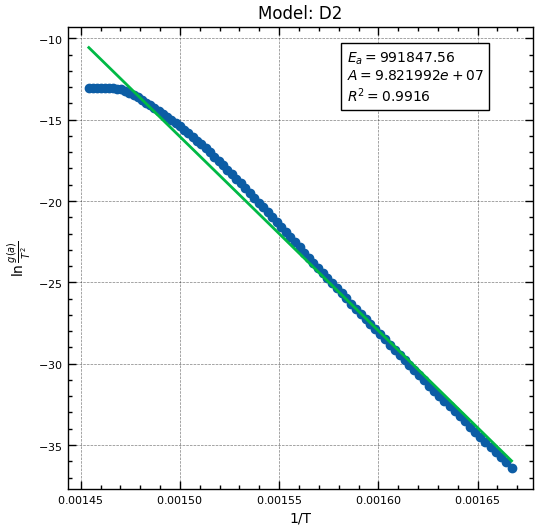 Model: D2
−10
−15
−20
−25
−30
−35
E_a = 991847.56
A = 9.821992e + 07
R² = 0.9916
ln g(a)/T²
0.00145 0.00150 0.00155 0.00160 0.00165
1/T